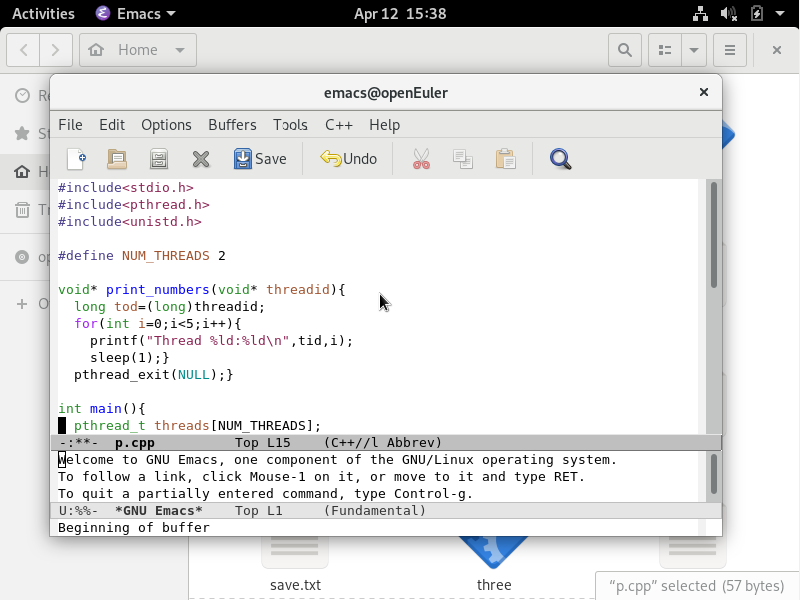 Activities Emacs Apr 12 15:38
Home
emacs@openEuler
File Edit Options Buffers Tools C++ Help
Save Undo
#include<stdio.h>
#include<pthread.h>
#include<unistd.h>
#define NUM_THREADS 2
void* print_numbers(void* threadid){
long tod=(long)threadid;
for(int i=0;i<5;i++){
printf("Thread %ld:%ld\n",tid,i);
sleep(1);}
pthread_exit(NULL);}
int main(){
pthread_t threads[NUM_THREADS];
-:**- p.cpp Top L15 (C++//l Abbrev)
Welcome to GNU Emacs, one component of the GNU/Linux operating system.
To follow a link, click Mouse-1 on it, or move to it and type RET.
To quit a partially entered command, type Control-g.
U:%%- *GNU Emacs* Top L1 (Fundamental)
Beginning of buffer
save.txt three
“p.cpp” selected (57 bytes)